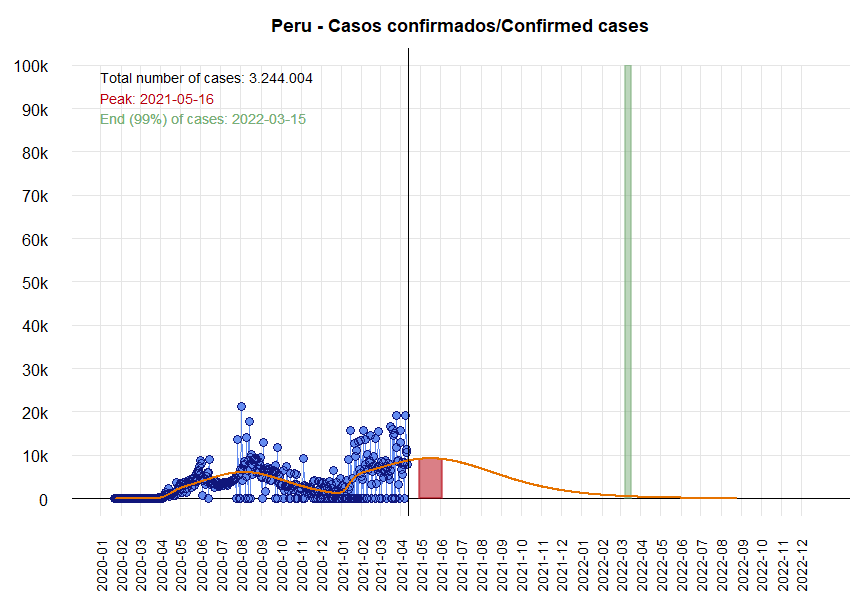 Peru - Casos confirmados/Confirmed cases
100k
90k
80k
70k
60k
50k
40k
30k
20k
10k
0
Total number of cases: 3.244.004
Peak: 2021-05-16
End (99%) of cases: 2022-03-15
2020-01
2020-02
2020-03
2020-04
2020-05
2020-06
2020-07
2020-08
2020-09
2020-10
2020-11
2020-12
2021-01
2021-02
2021-03
2021-04
2021-05
2021-06
2021-07
2021-08
2021-09
2021-10
2021-11
2021-12
2022-01
2022-02
2022-03
2022-04
2022-05
2022-06
2022-07
2022-08
2022-09
2022-10
2022-11
2022-12